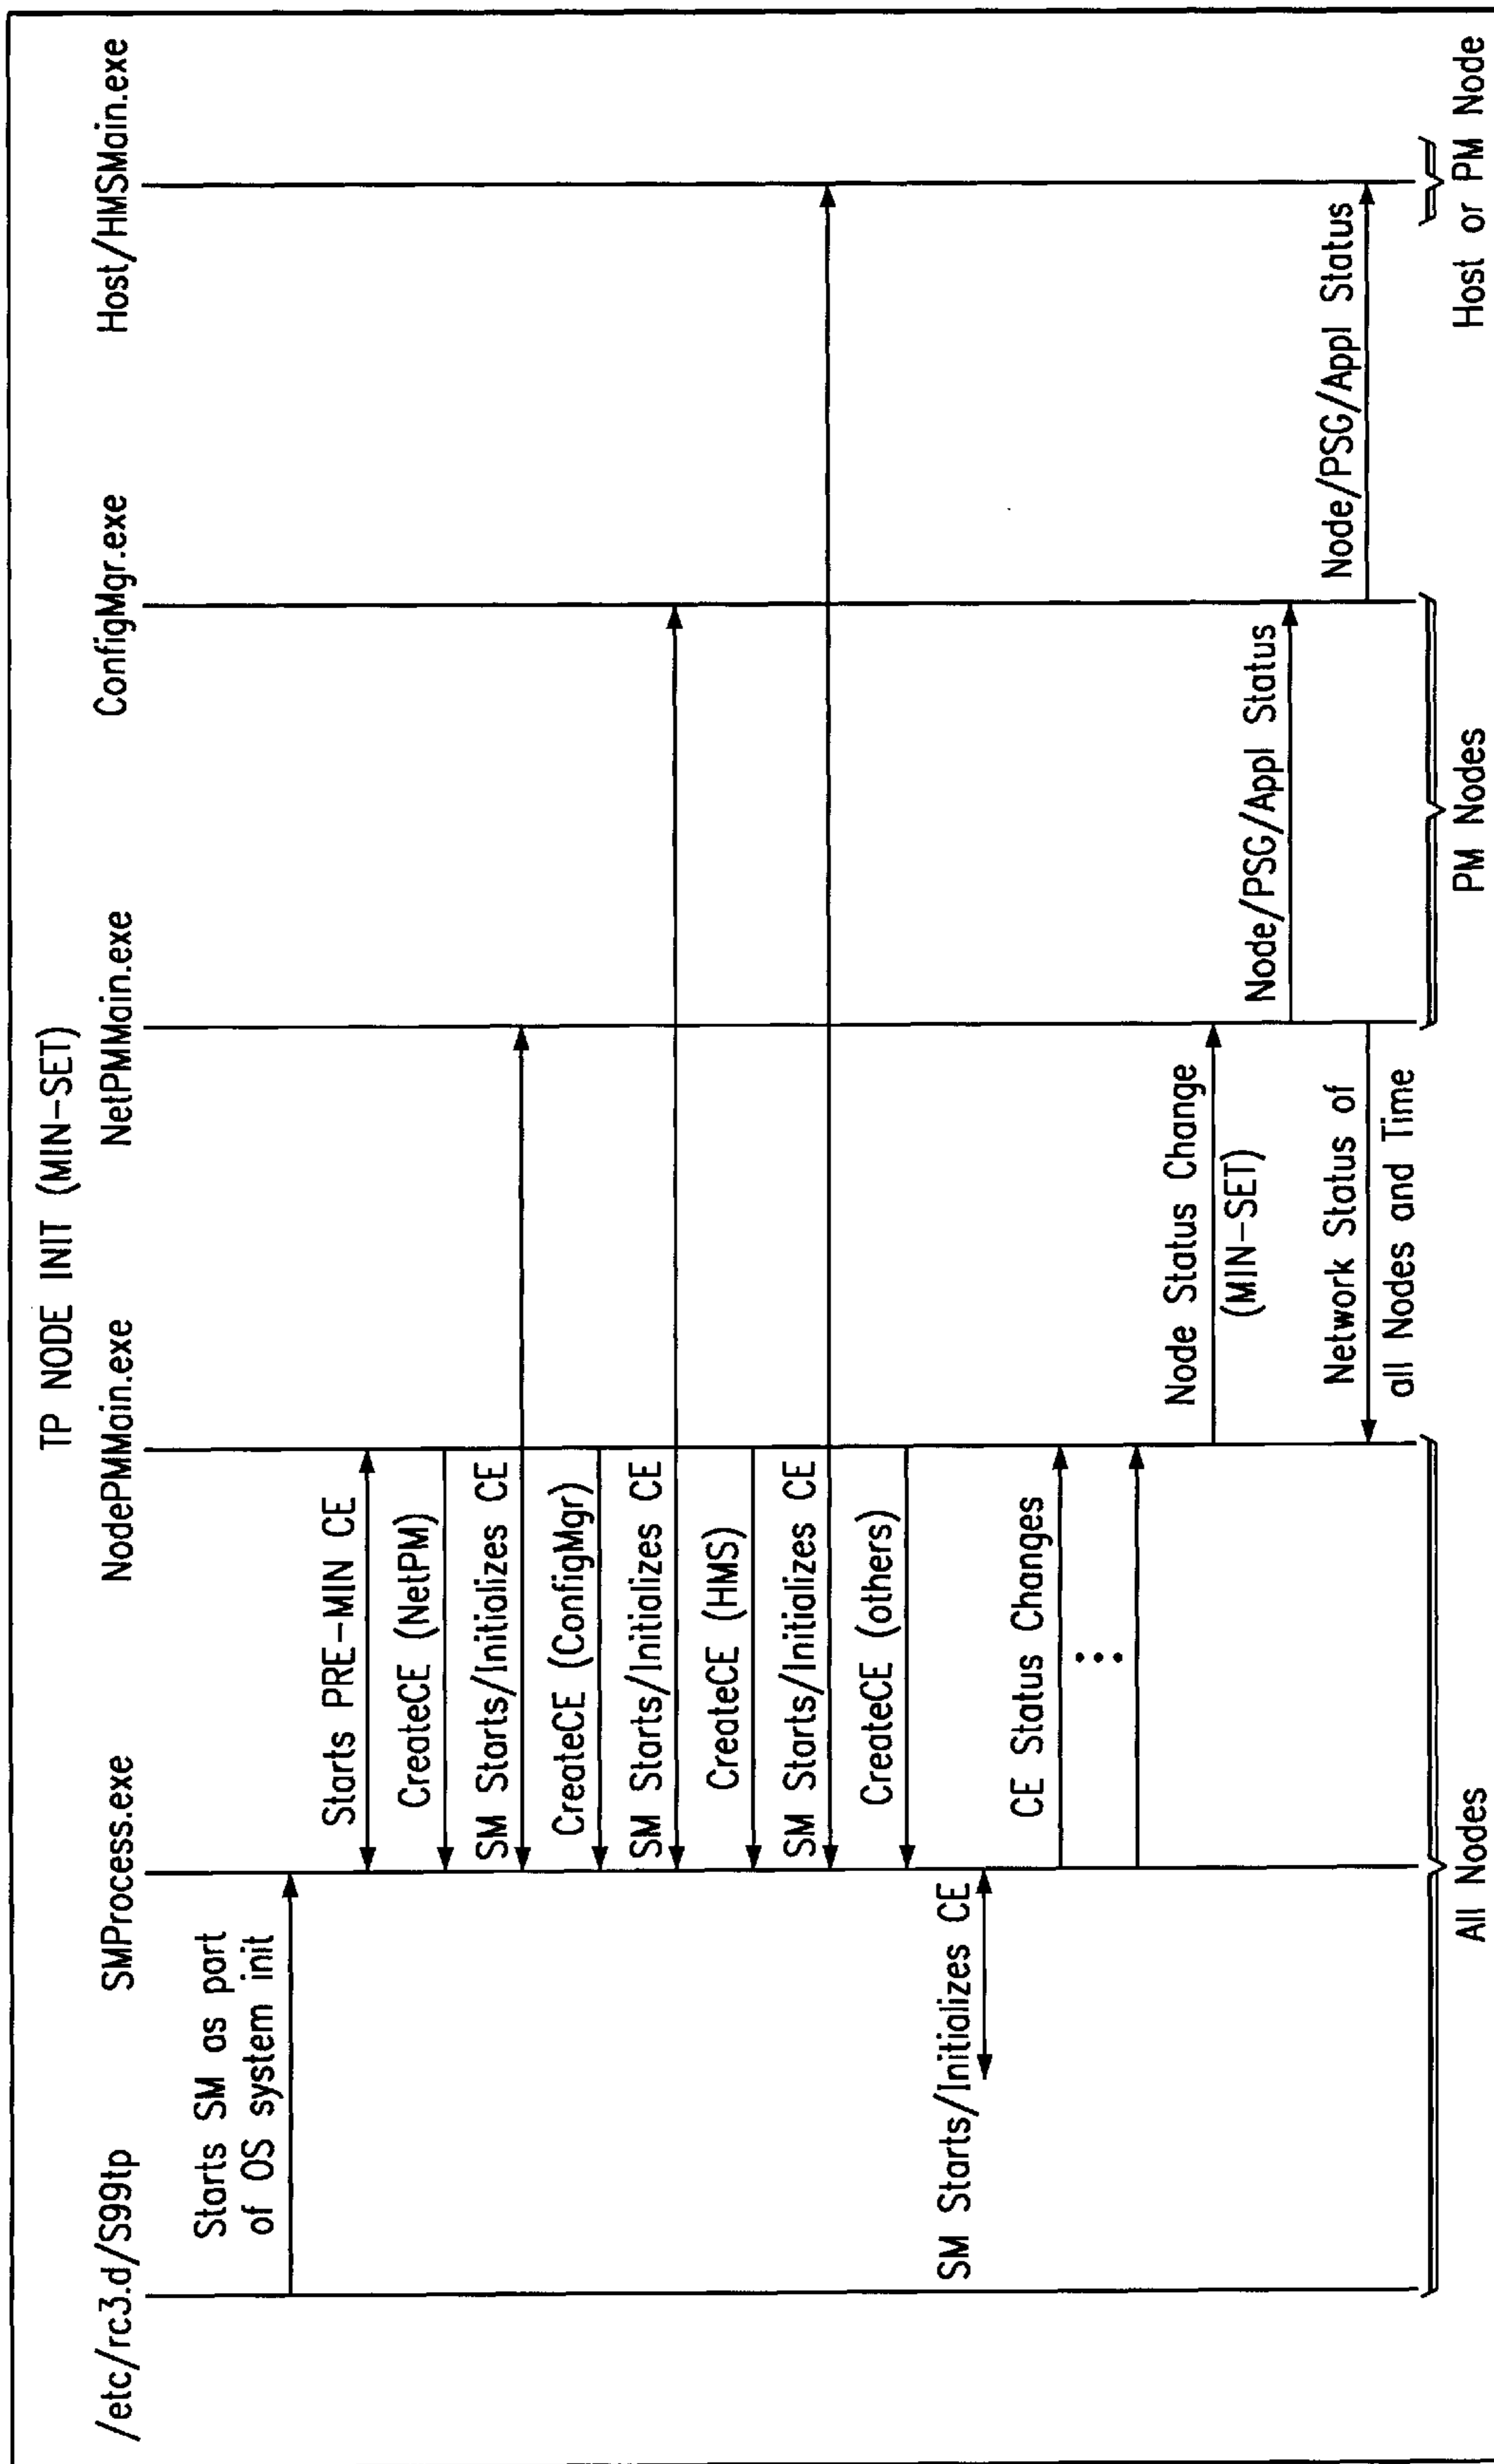 TP NODE INIT (MIN-SET)
/etc/rc3.d/S99tp
SMProcess.exe
NodePMMain.exe
NetPMMain.exe
ConfigMgr.exe
Host/HMSMain.exe
Starts SM as part
of OS system init
Starts PRE-MIN CE
CreateCE (NetPM)
SM Starts/Initializes CE
CreateCE (ConfigMgr)
SM Starts/Initializes CE
CreateCE (HMS)
SM Starts/Initializes CE
CreateCE (others)
SM Starts/Initializes CE
CE Status Changes
Node Status Change
(MIN-SET)
Node/PSG/Appl Status
Network Status of
all Nodes and Time
Node/PSG/Appl Status
All Nodes
PM Nodes
Host or PM Node